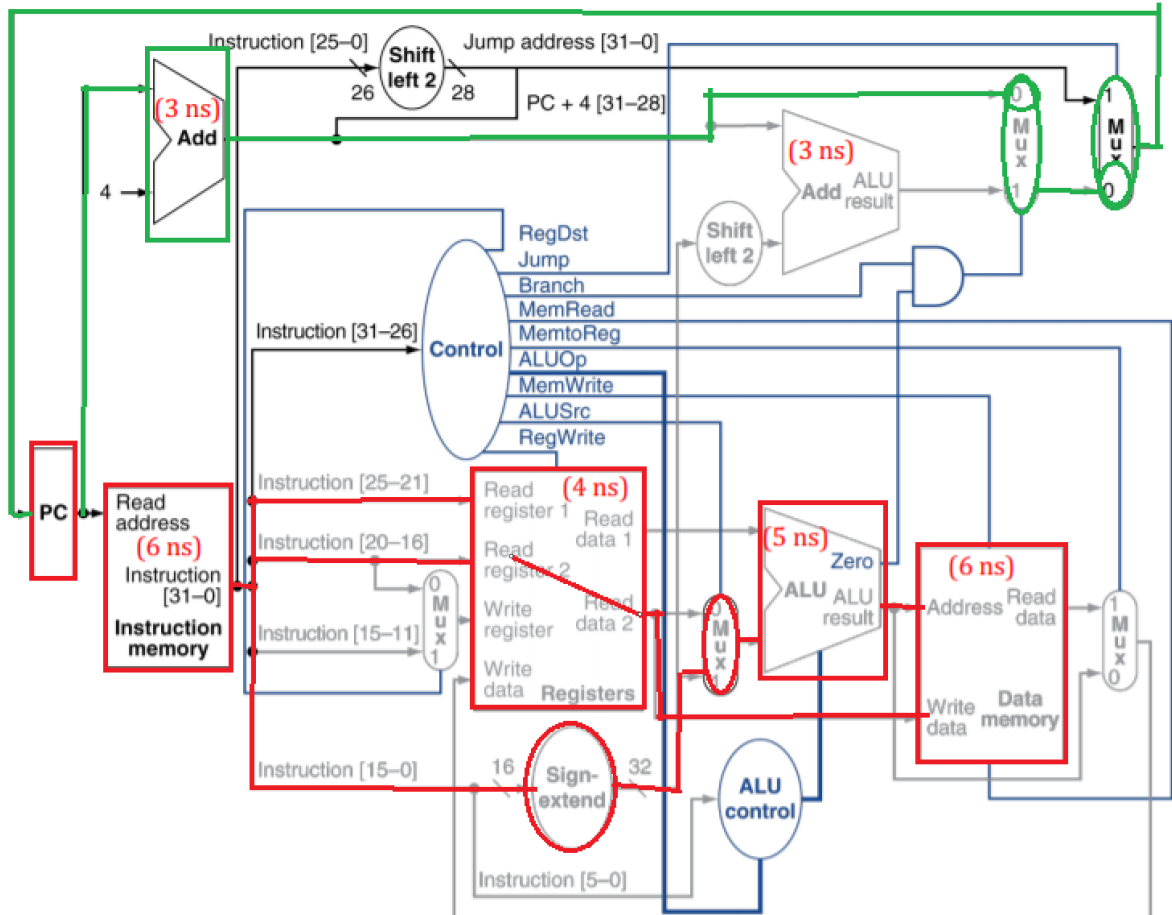 Instruction [25–0]
Shift
left 2
Jump address [31–0]
26
28
PC + 4 [31–28]
(3 ns)
Add
4
0
M
u
x
1
1
M
u
x
0
(3 ns)
Add
ALU
result
Shift
left 2
RegDst
Jump
Branch
MemRead
MemtoReg
ALUOp
MemWrite
ALUSrc
RegWrite
Control
Instruction [31–26]
PC
Read
address
(6 ns)
Instruction
[31–0]
Instruction
memory
Instruction [25–21]
Instruction [20–16]
Instruction [15–11]
0
M
u
x
1
Read
register 1
(4 ns)
Read
data 1
Read
register 2
Write
register
Read
data 2
Write
data
Registers
0
M
u
x
1
(5 ns)
Zero
ALU
ALU
result
(6 ns)
Address
Read
data
Write
data
Data
memory
1
M
u
x
0
Instruction [15–0]
16
Sign-
extend
32
ALU
control
Instruction [5–0]